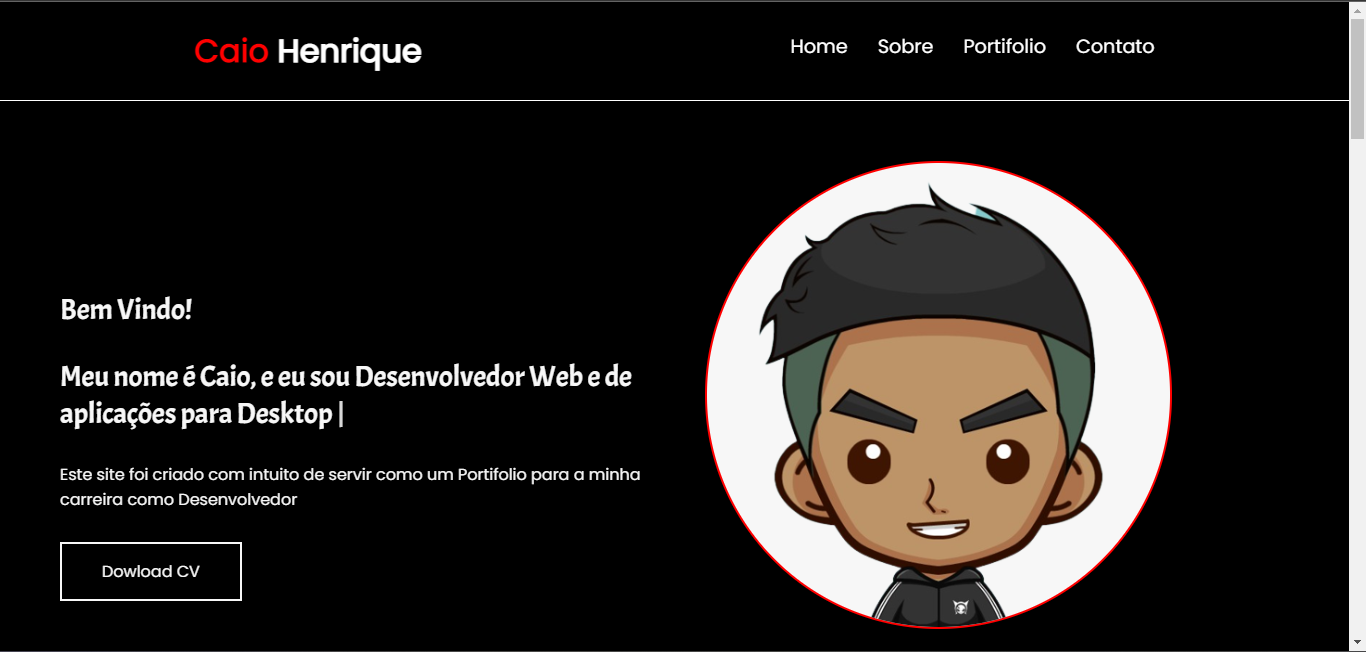 Caio Henrique
Home Sobre Portifolio Contato
Bem Vindo!
Meu nome é Caio, e eu sou Desenvolvedor Web e de
aplicações para Desktop |
Este site foi criado com intuito de servir como um Portifolio para a minha
carreira como Desenvolvedor
Dowload CV